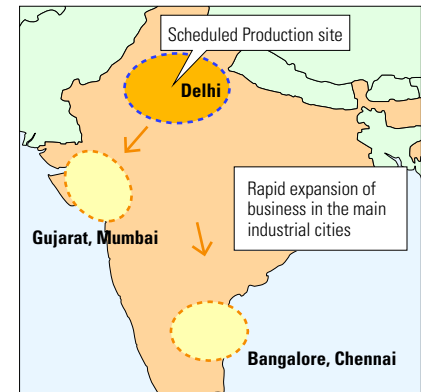 Scheduled Production site
Delhi
Rapid expansion of
business in the main
industrial cities
Gujarat, Mumbai
Bangalore, Chennai